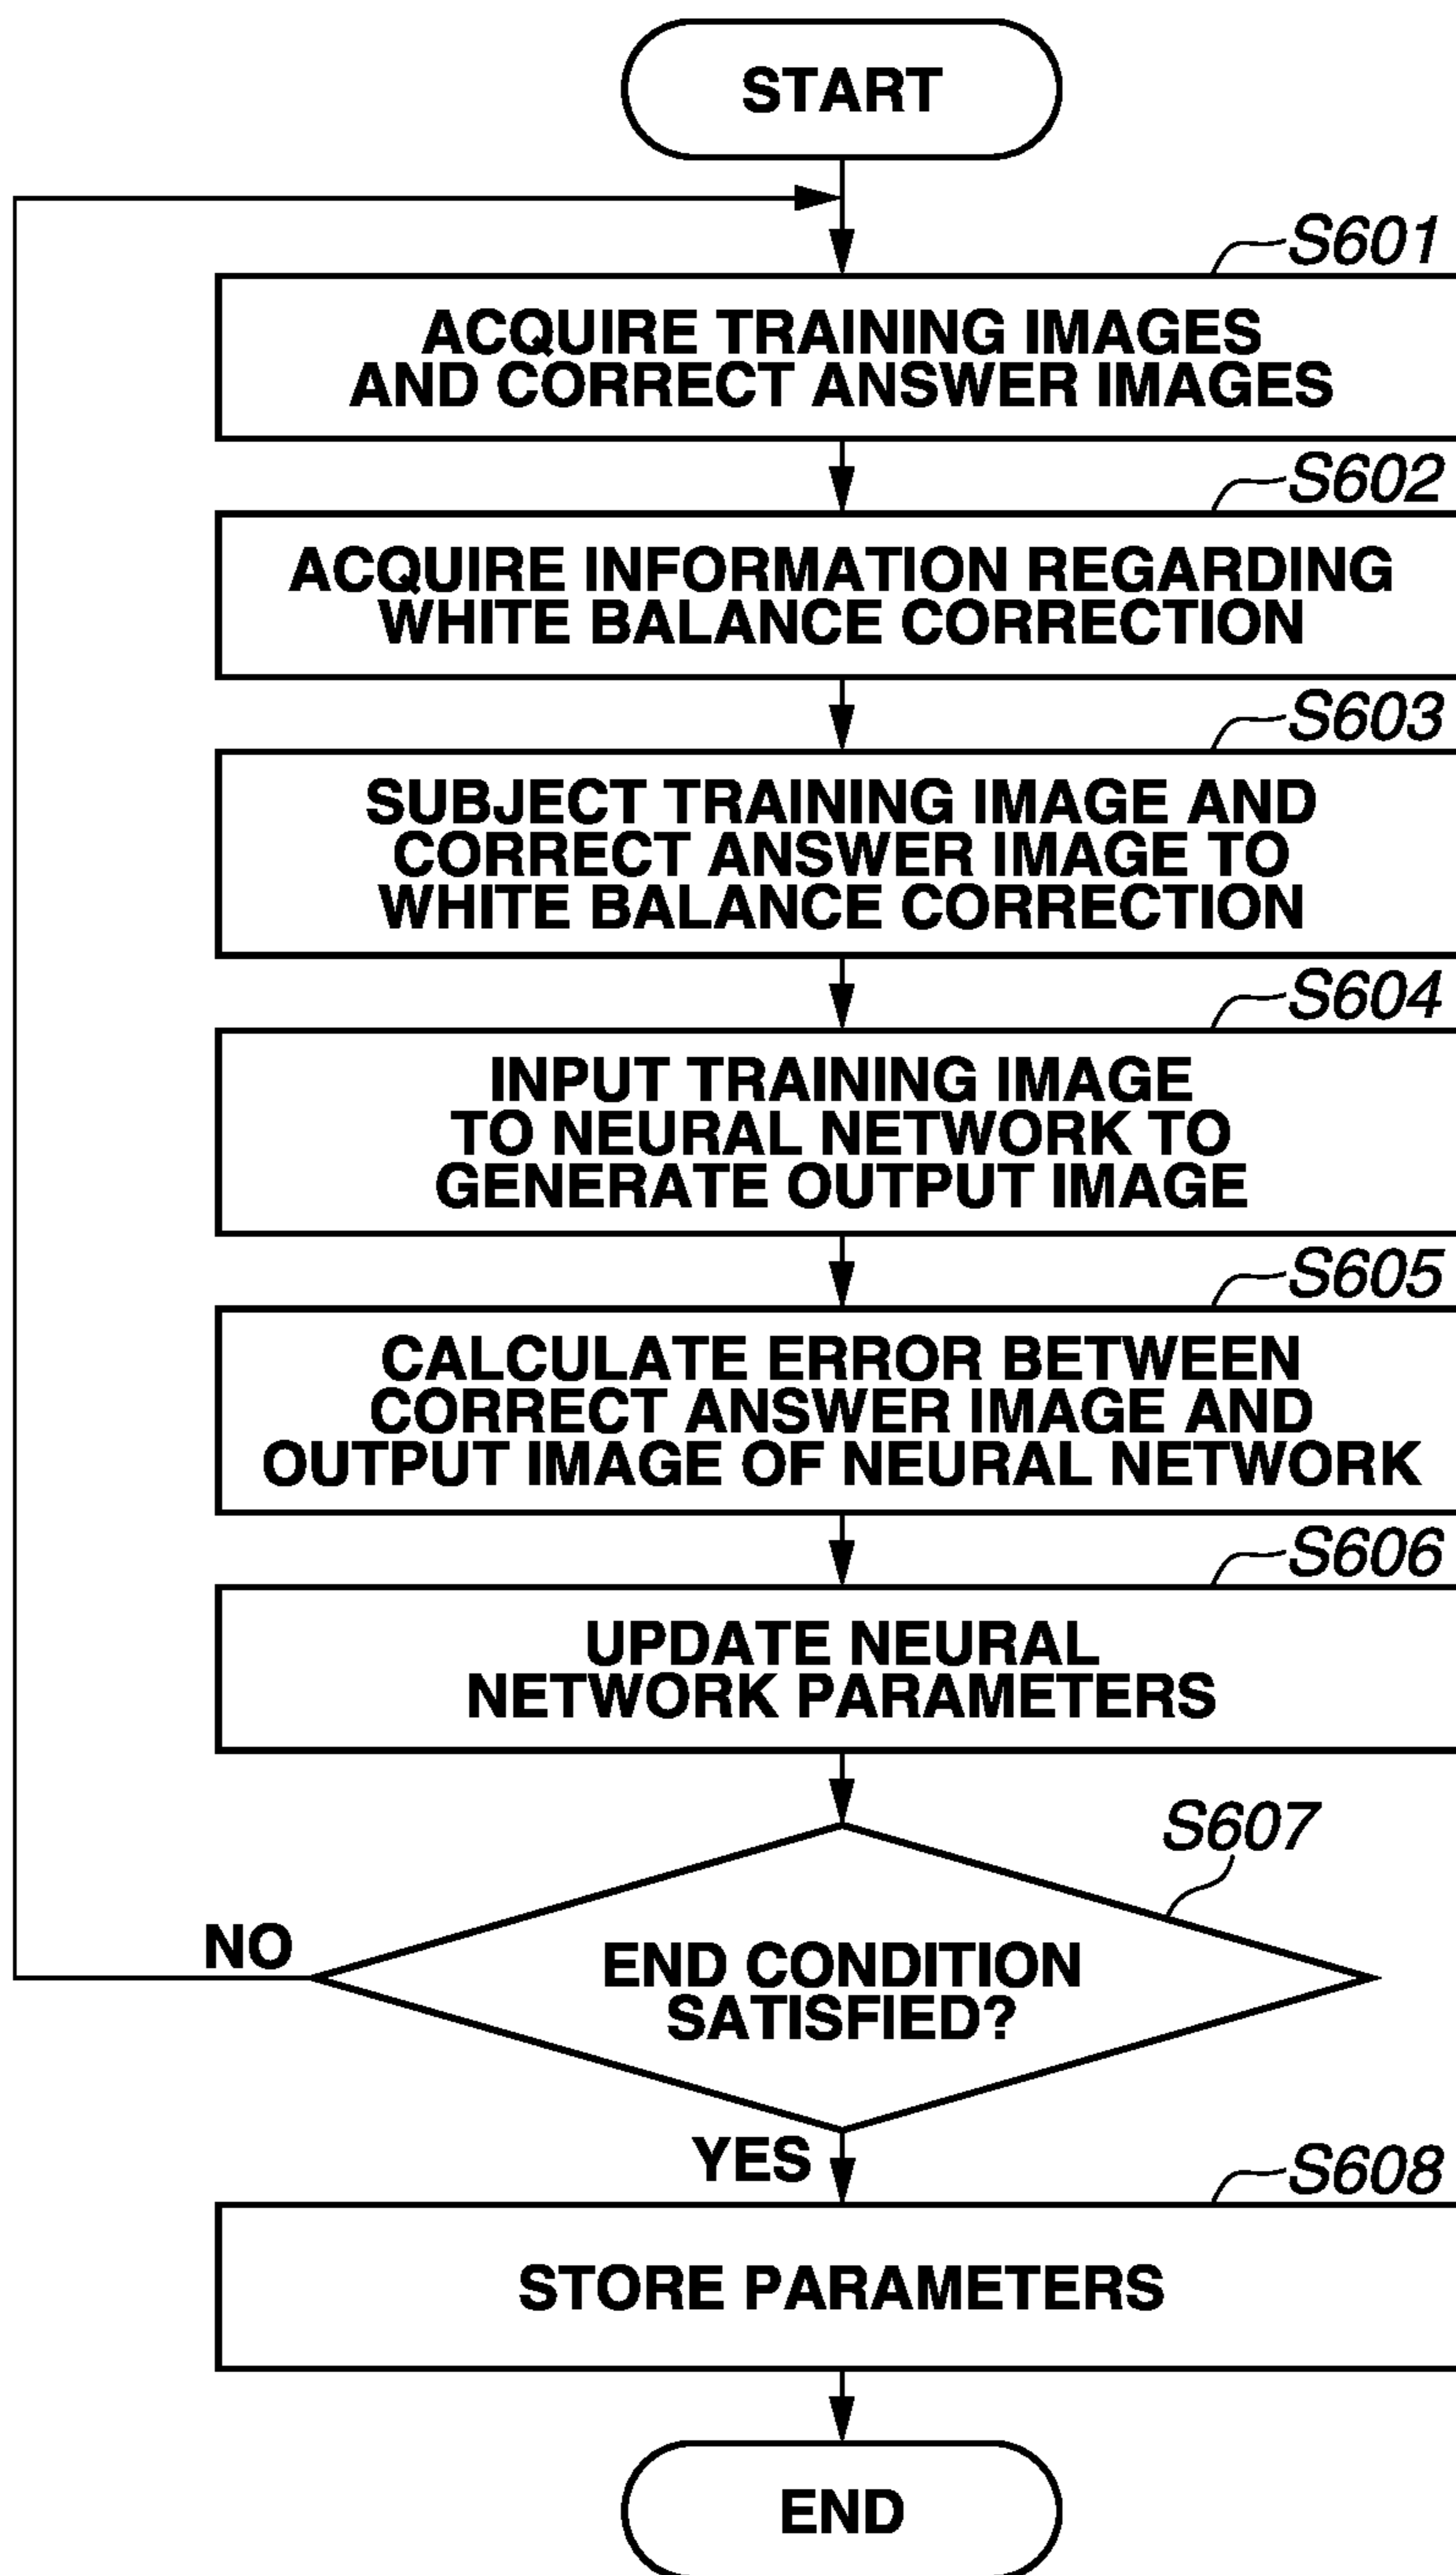 START
S601
ACQUIRE TRAINING IMAGES
AND CORRECT ANSWER IMAGES
S602
ACQUIRE INFORMATION REGARDING
WHITE BALANCE CORRECTION
S603
SUBJECT TRAINING IMAGE AND
CORRECT ANSWER IMAGE TO
WHITE BALANCE CORRECTION
S604
INPUT TRAINING IMAGE
TO NEURAL NETWORK TO
GENERATE OUTPUT IMAGE
S605
CALCULATE ERROR BETWEEN
CORRECT ANSWER IMAGE AND
OUTPUT IMAGE OF NEURAL NETWORK
S606
UPDATE NEURAL
NETWORK PARAMETERS
S607
NO
END CONDITION
SATISFIED?
YES
S608
STORE PARAMETERS
END